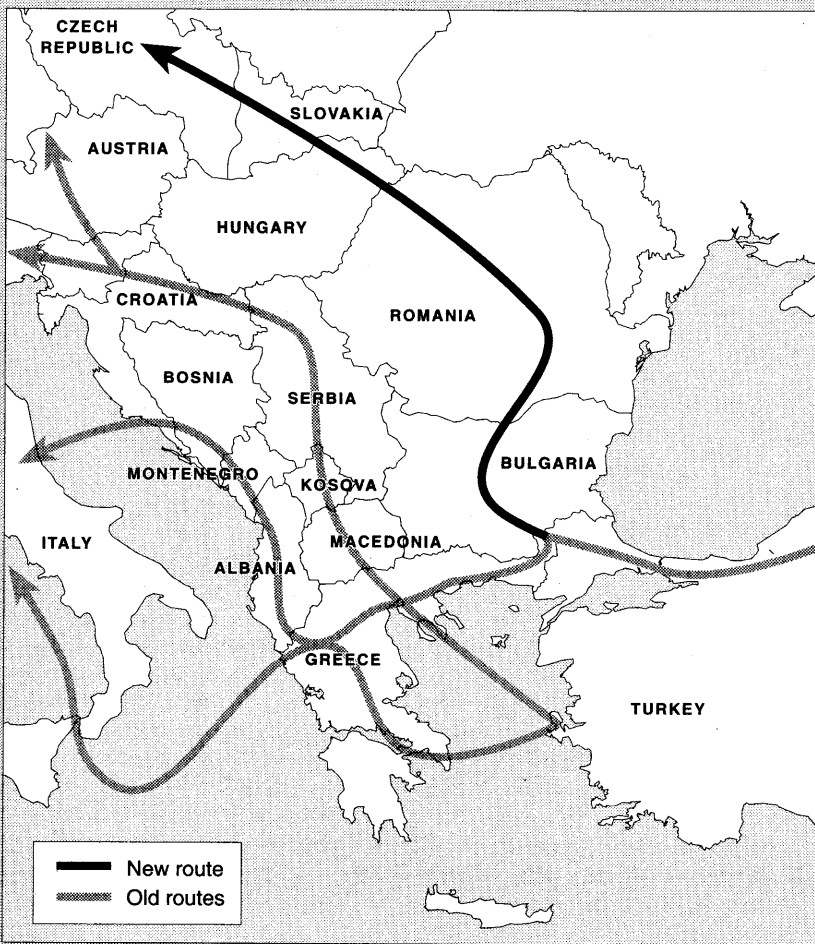 CZECH
REPUBLIC
SLOVAKIA
AUSTRIA
HUNGARY
CROATIA
ROMANIA
BOSNIA
SERBIA
BULGARIA
MONTENEGRO
KOSOVA
ITALY
MACEDONIA
ALBANIA
GREECE
TURKEY
New route
Old routes